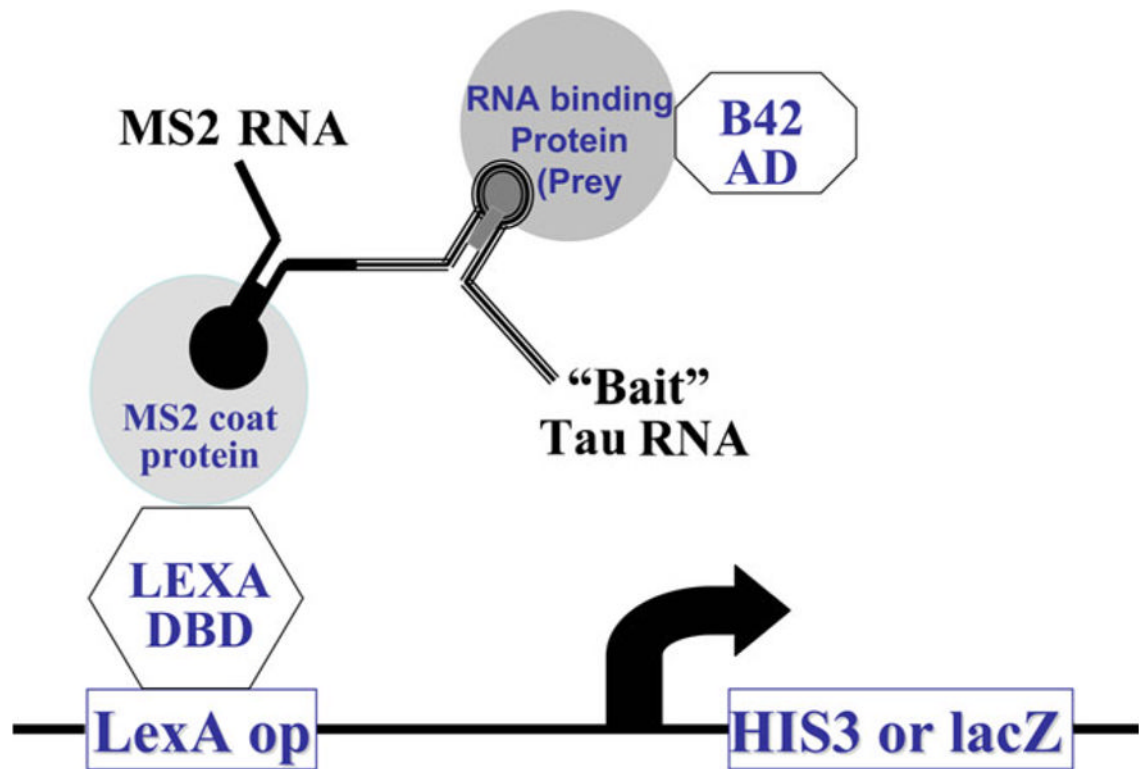 RNA binding
Protein
(Prey
B42
AD
MS2 RNA
MS2 coat
protein
“Bait”
Tau RNA
LEXA
DBD
LexA op
HIS3 or lacZ